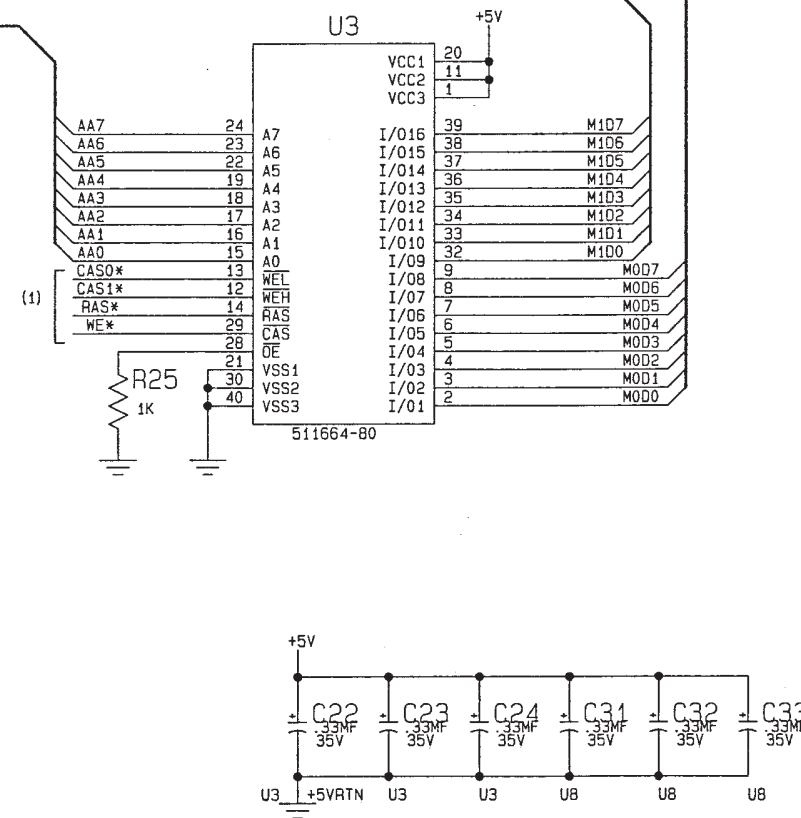 U3
+5V
VCC1 20
VCC2 11
VCC3 1
AA7 24 A7 I/O16 39 M1D7
AA6 23 A6 I/O15 38 M1D6
AA5 22 A5 I/O14 37 M1D5
AA4 19 A4 I/O13 36 M1D4
AA3 18 A3 I/O12 35 M1D3
AA2 17 A2 I/O11 34 M1D2
AA1 16 A1 I/O10 33 M1D1
AA0 15 A0 I/O9 32 M1D0
CAS0* 13 WEL I/O8 9 M0D7
(1) CAS1* 12 WEH I/O7 8 M0D6
RAS* 14 RAS I/O6 7 M0D5
WE* 29 CAS I/O5 6 M0D4
28 OE I/O4 5 M0D3
21 VSS1 I/O3 4 M0D2
30 VSS2 I/O2 3 M0D1
40 VSS3 I/O1 2 M0D0
R25
1K
511664-80
+5V
C22 C23 C24 C31 C32 C33
.33MF .33MF .33MF .33MF .33MF .33M
35V 35V 35V 35V 35V 35V
U3 +5VRTN U3 U3 U8 U8 U8